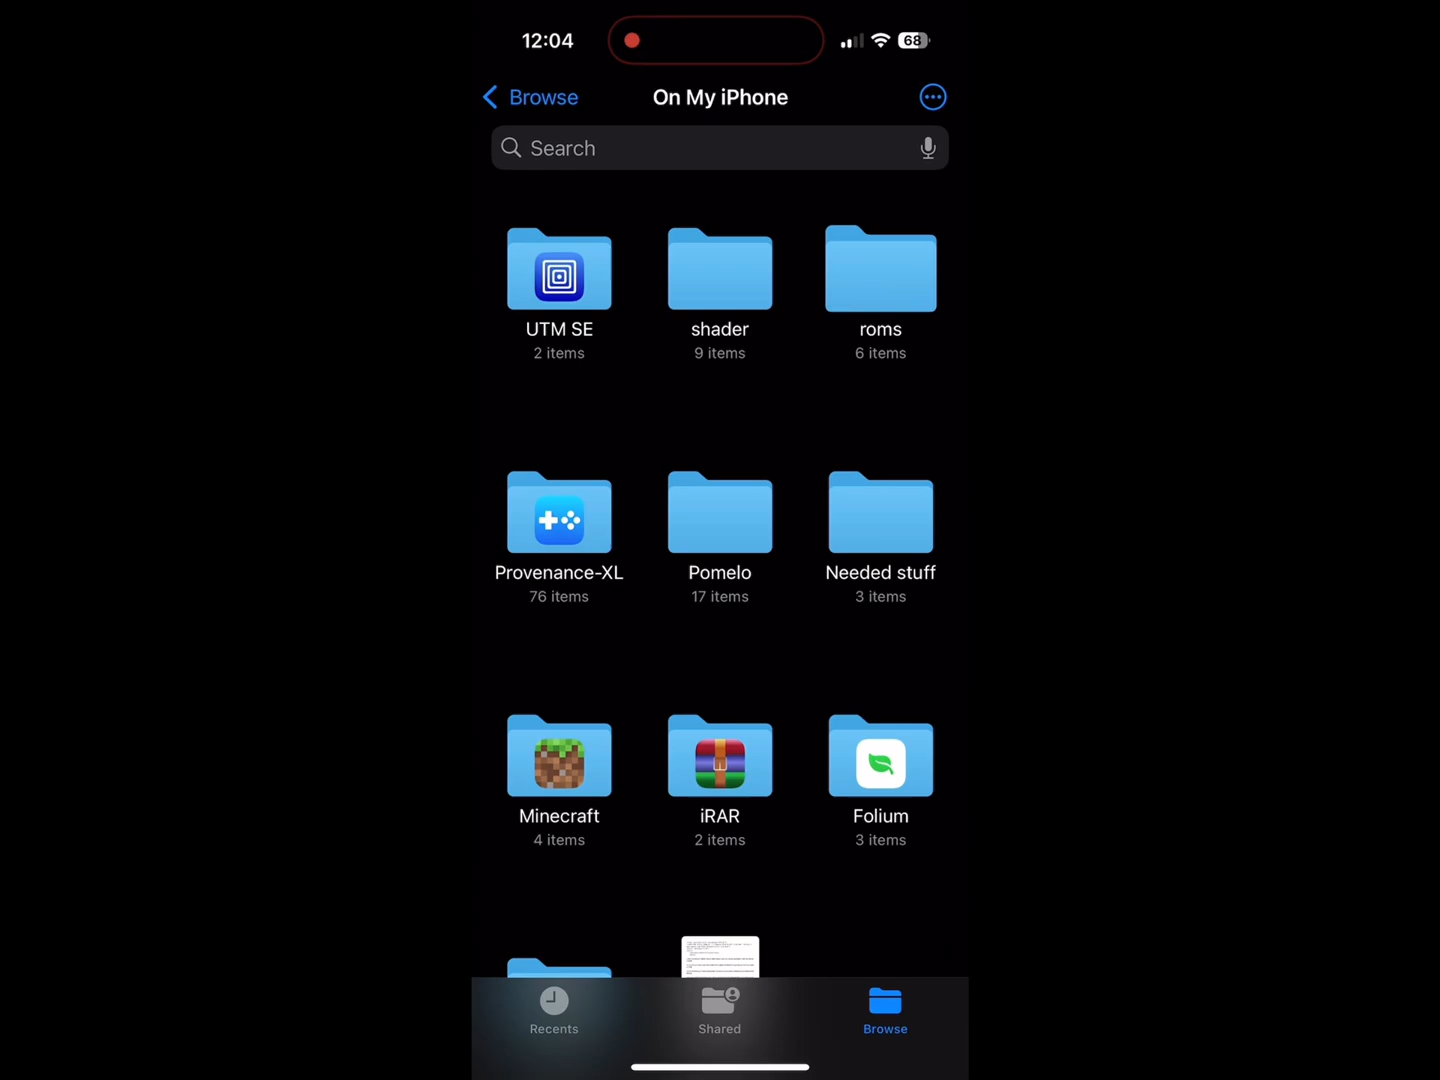 12:04
68
Browse
On My iPhone
Search
UTM SE
shader
roms
2 items
9 items
6 items
Provenance-XL
Pomelo
Needed stuff
76 items
17 items
3 items
Minecraft
iRAR
Folium
4 items
2 items
3 items
Recents
Shared
Browse